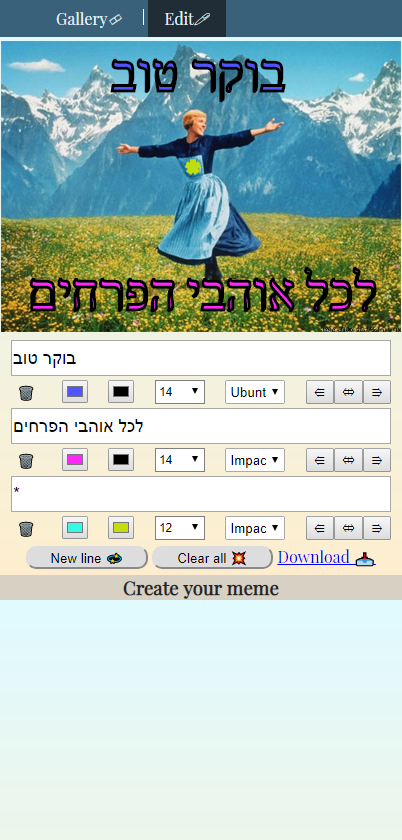 Gallery
Edit
בוקר טוב
לכל אוהבי הפרחים
בוקר טוב
14 Ubunt
לכל אוהבי הפרחים
14 Impac
*
12 Impac
New line Clear all Download
Create your meme